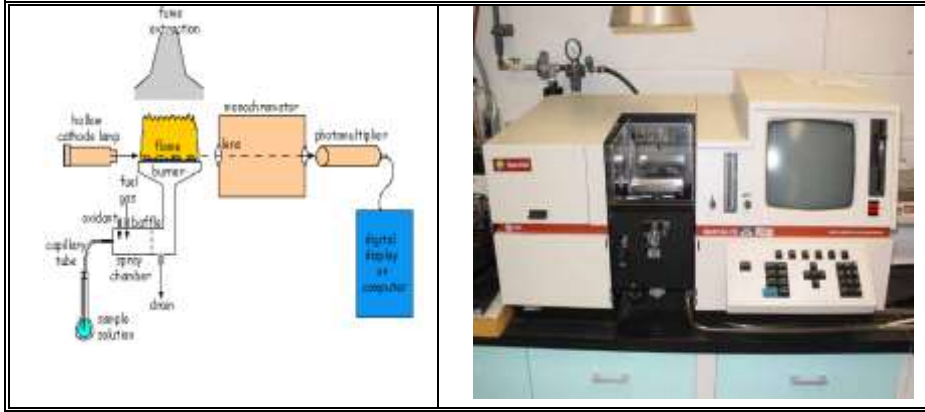 fume
extraction
hollow
cathode lamp
flame
burner
lens
monochromator
photomultiplier
fuel
gas
oxidant
baffle
capillary
tube
spray
chamber
drain
sample
solution
digital
display
or
computer